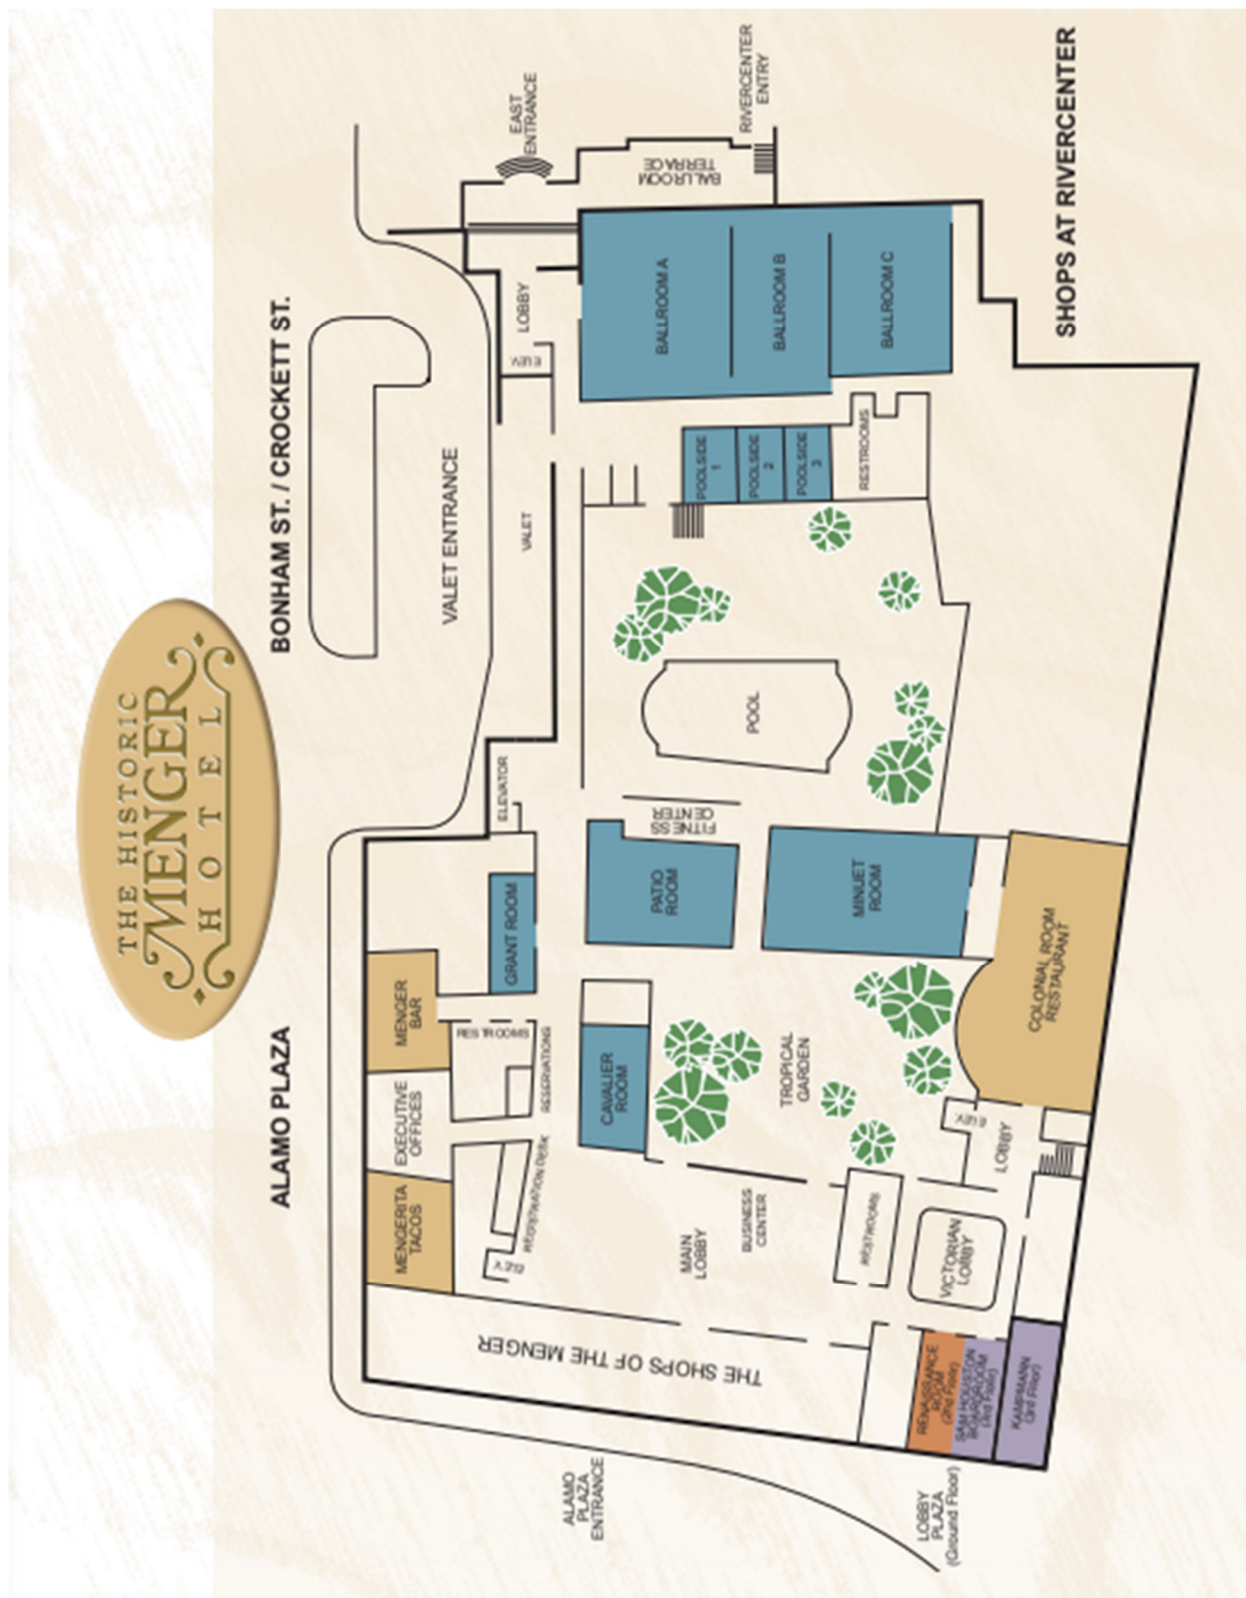 THE HISTORIC
MENGER
HOTEL
BONHAM ST. / CROCKETT ST.
ALAMO PLAZA
SHOPS AT RIVERCENTER
EAST
ENTRANCE
RIVERCENTER
ENTRY
BALLROOM
TERRACE
LOBBY
ELEV.
BALLROOM A
BALLROOM B
BALLROOM C
VALET ENTRANCE
VALET
POOLSIDE
1
POOLSIDE
2
POOLSIDE
3
RESTROOMS
POOL
ELEVATOR
FITNESS
CENTER
GRANT ROOM
PATIO
ROOM
MINUET
ROOM
COLONIAL ROOM
RESTAURANT
MENGER
BAR
RESTROOMS
RESERVATIONS
CAVALIER
ROOM
TROPICAL
GARDEN
EXECUTIVE
OFFICES
MENGERITA
TACOS
REGISTRATION DESK
ELEV.
MAIN
LOBBY
BUSINESS
CENTER
RESTROOMS
ELEV.
LOBBY
VICTORIAN
LOBBY
THE SHOPS OF THE MENGER
RENAISSANCE
ROOM
(2nd Floor)
SAM HOUSTON
BOARDROOM
(3rd Floor)
KAMPMANN
(3rd Floor)
ALAMO
PLAZA
ENTRANCE
LOBBY
PLAZA
(Ground Floor)